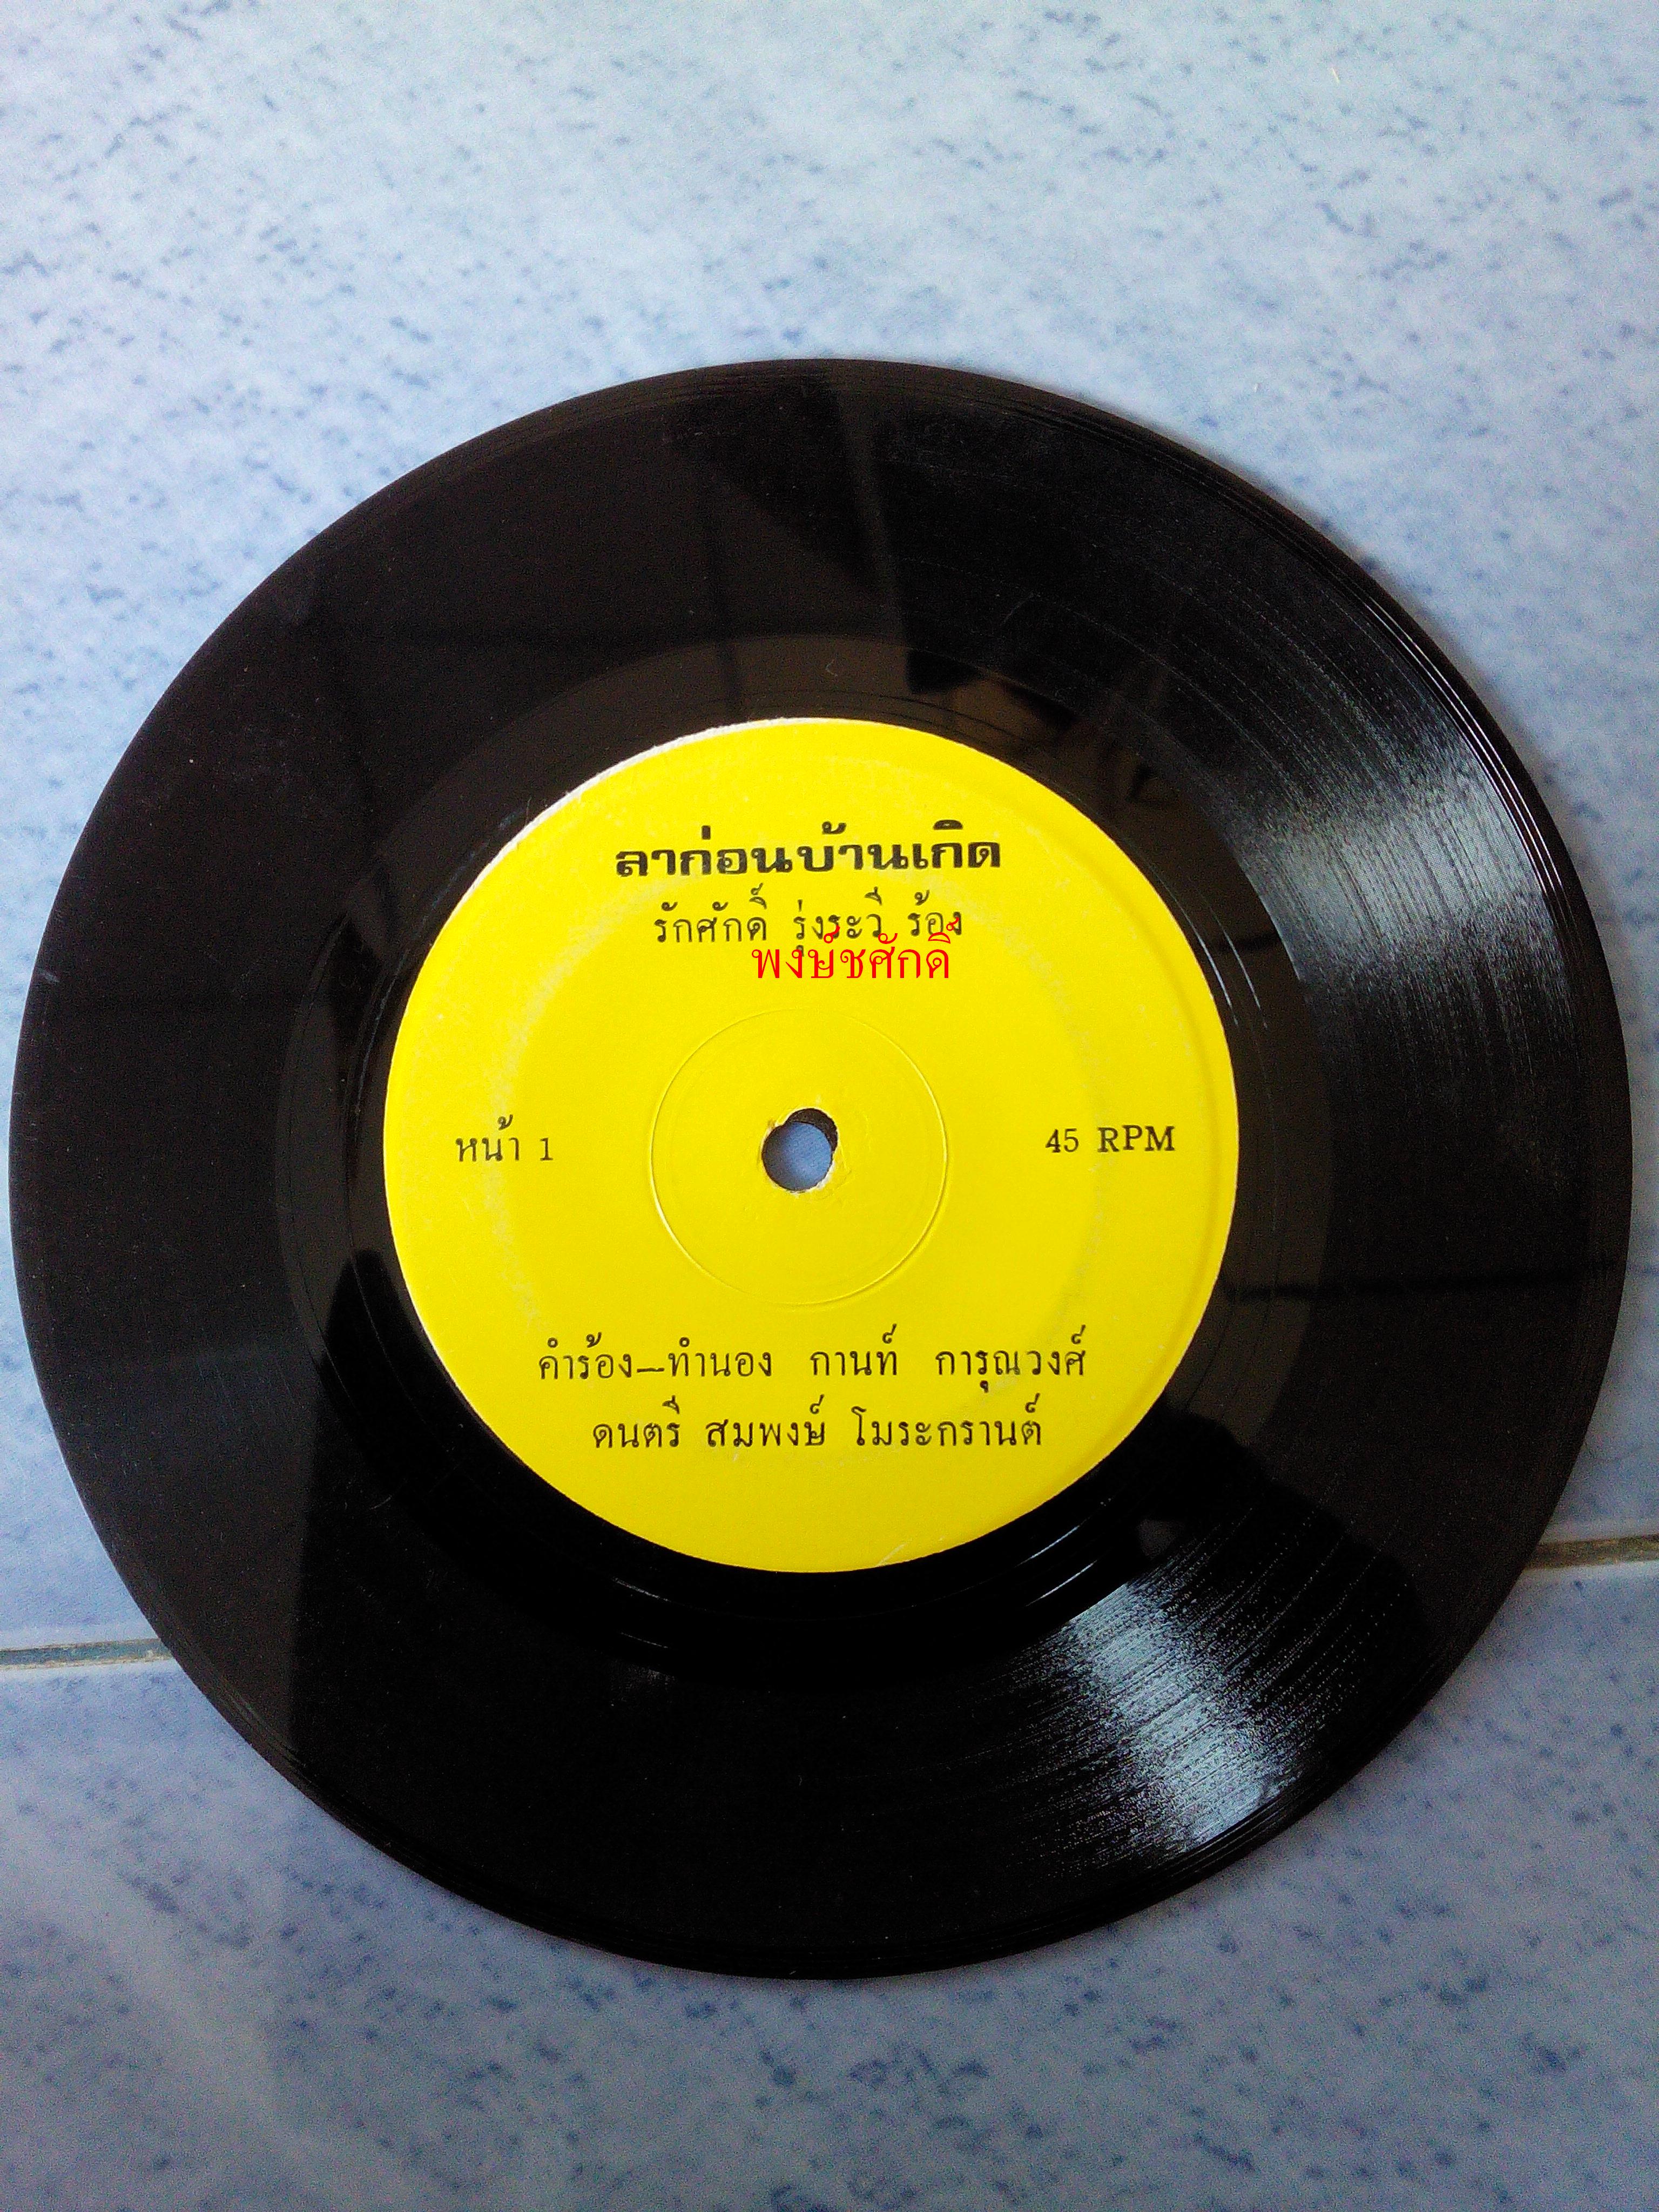 ลาก่อนบ้านเกิด
รักศักดิ์ รุ่งระวี ร้อง
พงษ์ชศักดิ์
หน้า 1
45 RPM
คำร้อง—ทำนอง กานท์ การุณวงศ์
ดนตรี สมพงษ์ โมระกรานต์